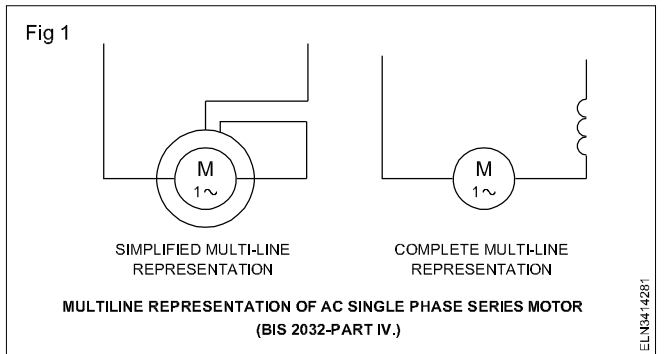 Fig 1
M
1~
SIMPLIFIED MULTI-LINE
REPRESENTATION
M
1~
COMPLETE MULTI-LINE
REPRESENTATION
MULTILINE REPRESENTATION OF AC SINGLE PHASE SERIES MOTOR
(BIS 2032-PART IV.)
ELN3414281